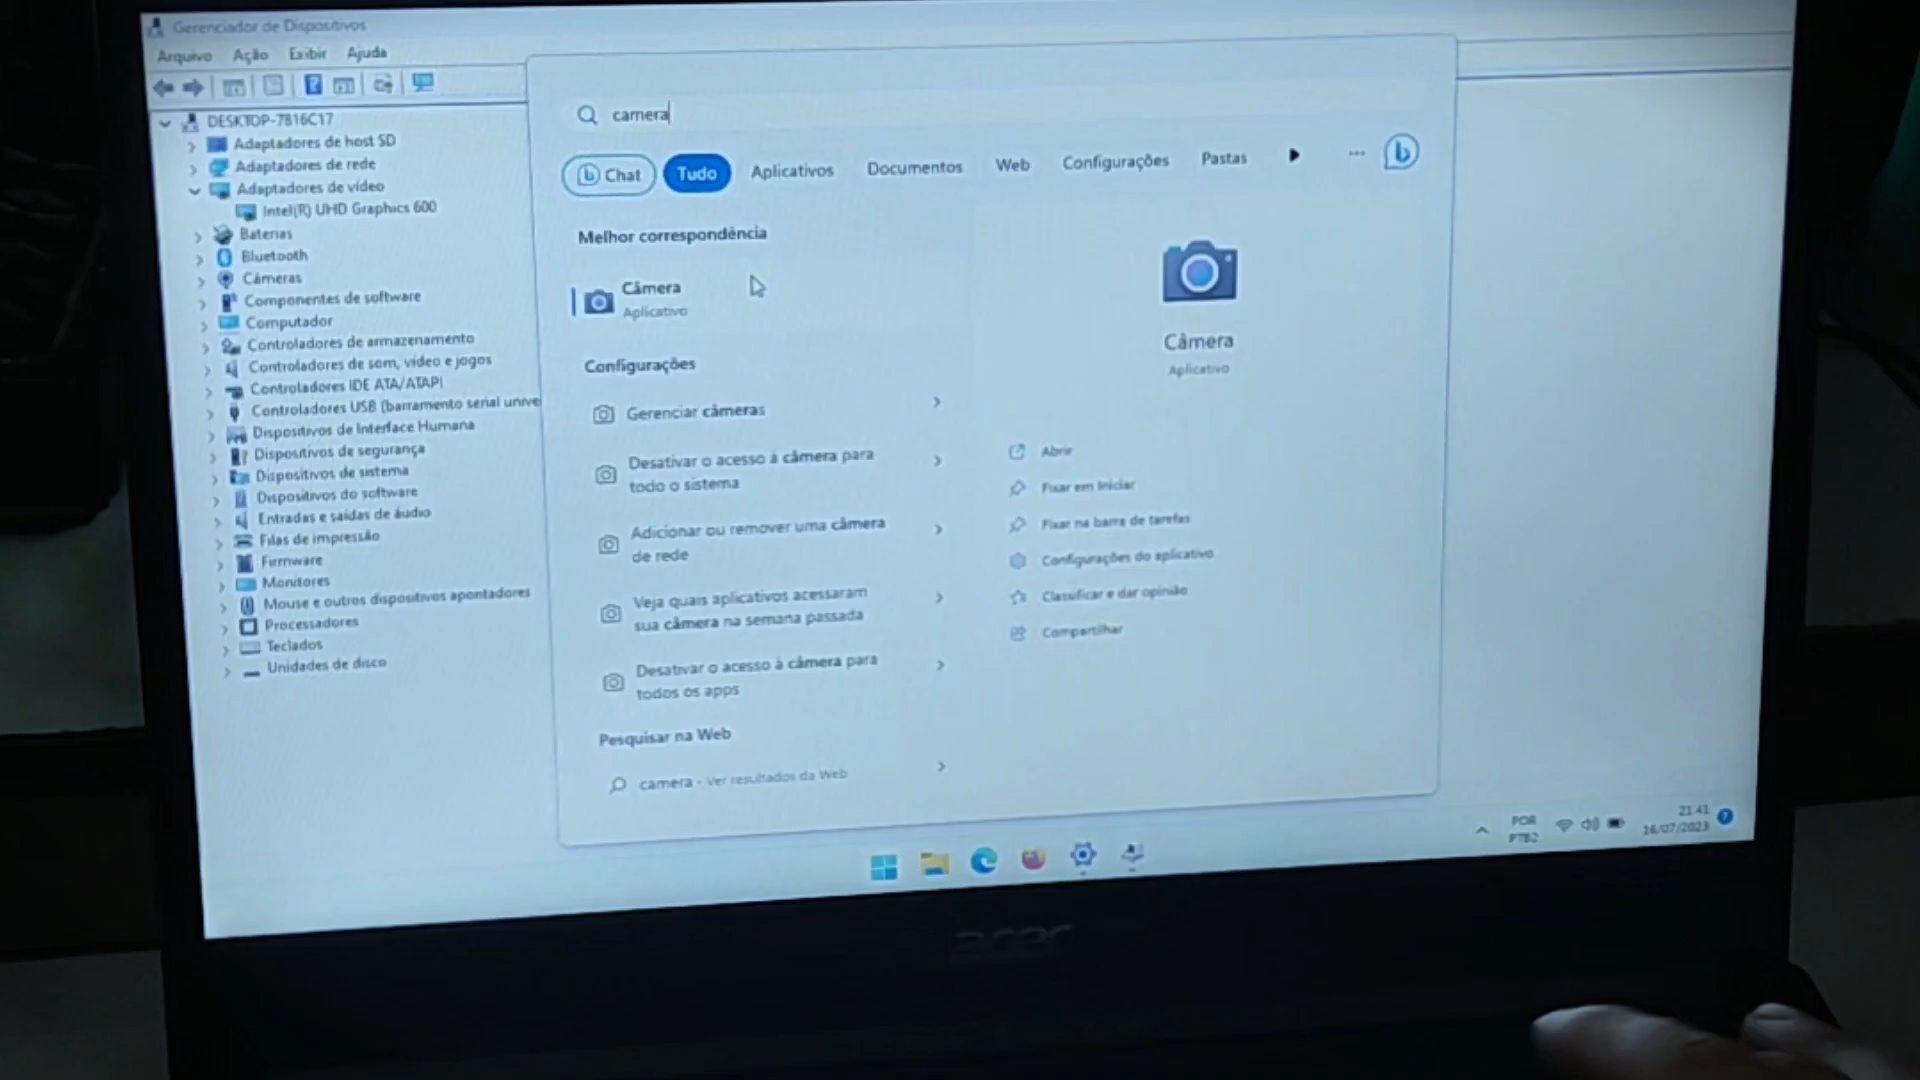 Gerenciador de Dispositivos
Arquivo Ação Exibir Ajuda
DESKTOP-7816C17
Adaptadores de host SD
Adaptadores de rede
Adaptadores de vídeo
Intel(R) UHD Graphics 600
Baterias
Bluetooth
Câmeras
Componentes de software
Computador
Controladores de armazenamento
Controladores de som, vídeo e jogos
Controladores IDE ATA/ATAPI
Controladores USB (barramento serial unive
Dispositivos de Interface Humana
Dispositivos de segurança
Dispositivos de sistema
Dispositivos do software
Entradas e saídas de áudio
Filas de impressão
Firmware
Monitores
Mouse e outros dispositivos apontadores
Processadores
Teclados
Unidades de disco
camera
Chat Tudo Aplicativos Documentos Web Configurações Pastas
Melhor correspondência
Câmera
Aplicativo
Configurações
Gerenciar câmeras
Desativar o acesso à câmera para
todo o sistema
Adicionar ou remover uma câmera
de rede
Veja quais aplicativos acessaram
sua câmera na semana passada
Desativar o acesso à câmera para
todos os apps
Pesquisar na Web
camera - Ver resultados da Web
Câmera
Aplicativo
Abrir
Fixar em Iniciar
Fixar na barra de tarefas
Configurações do aplicativo
Classificar e dar opinião
Compartilhar
POR
PTB2
21:41
16/07/2023
acer